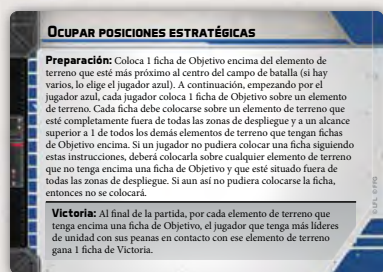 OCUPAR POSICIONES ESTRATÉGICAS
Preparación: Coloca 1 ficha de Objetivo encima del elemento de
terreno que esté más próximo al centro del campo de batalla (si hay
varios, lo elige el jugador azul). A continuación, empezando por el
jugador azul, cada jugador coloca 1 ficha de Objetivo sobre un elemento
de terreno. Cada ficha debe colocarse sobre un elemento de terreno que
esté completamente fuera de todas las zonas de despliegue y a un alcance
superior a 1 de todos los demás elementos de terreno que tengan fichas
de Objetivo encima. Si un jugador no pudiera colocar una ficha siguiendo
estas instrucciones, deberá colocarla sobre cualquier elemento de terreno
que no tenga encima una ficha de Objetivo y que esté situado fuera de
todas las zonas de despliegue. Si aun así no pudiera colocarse la ficha,
entonces no se colocará.
Victoria: Al final de la partida, por cada elemento de terreno que
tenga encima una ficha de Objetivo, el jugador que tenga más líderes
de unidad con sus peanas en contacto con ese elemento de terreno
gana 1 ficha de Victoria.
© LFL © FFG